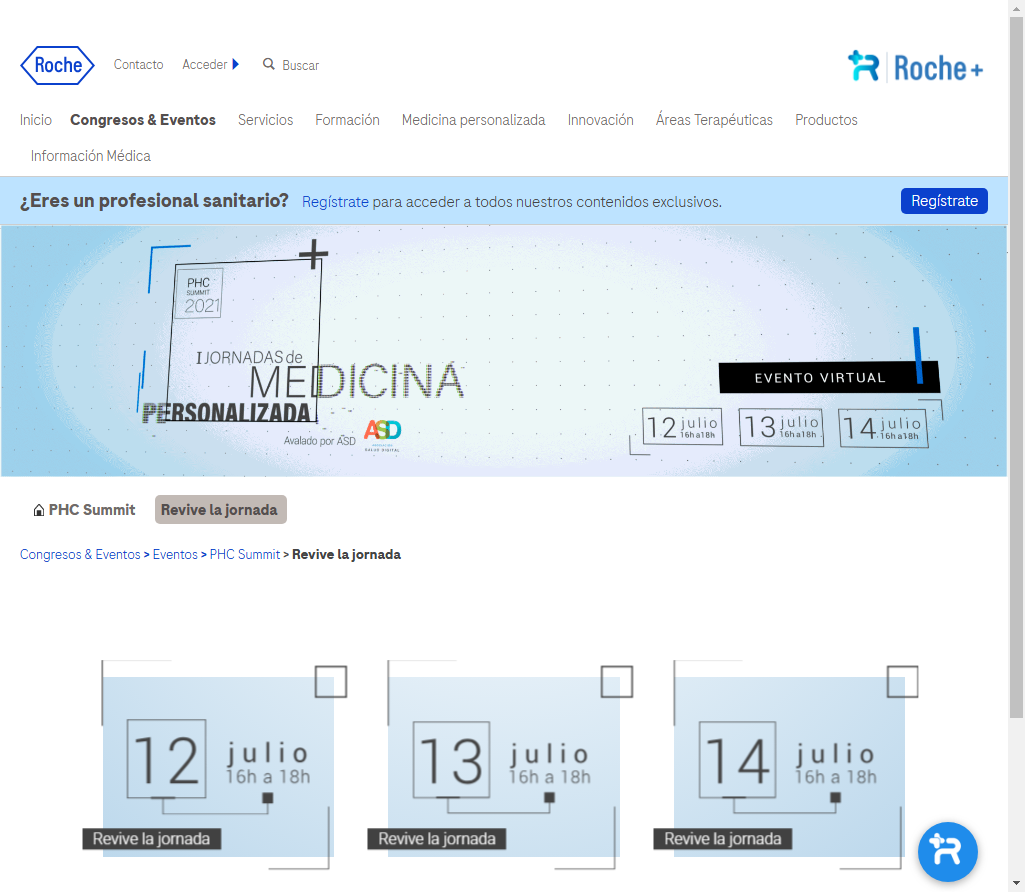 Roche
Contacto
Acceder
Buscar
Roche+
Inicio
Congresos & Eventos
Servicios
Formación
Medicina personalizada
Innovación
Áreas Terapéuticas
Productos
Información Médica
¿Eres un profesional sanitario?
Regístrate para acceder a todos nuestros contenidos exclusivos.
Regístrate
PHC
SUMMIT
2021
I JORNADAS de
MEDICINA
PERSONALIZADA
Avalado por ASD
ASD
SALUD DIGITAL
EVENTO VIRTUAL
12 julio
16h a 18h
13 julio
16h a 18h
14 julio
16h a 18h
PHC Summit
Revive la jornada
Congresos & Eventos > Eventos > PHC Summit > Revive la jornada
12 julio
16h a 18h
Revive la jornada
13 julio
16h a 18h
Revive la jornada
14 julio
16h a 18h
Revive la jornada